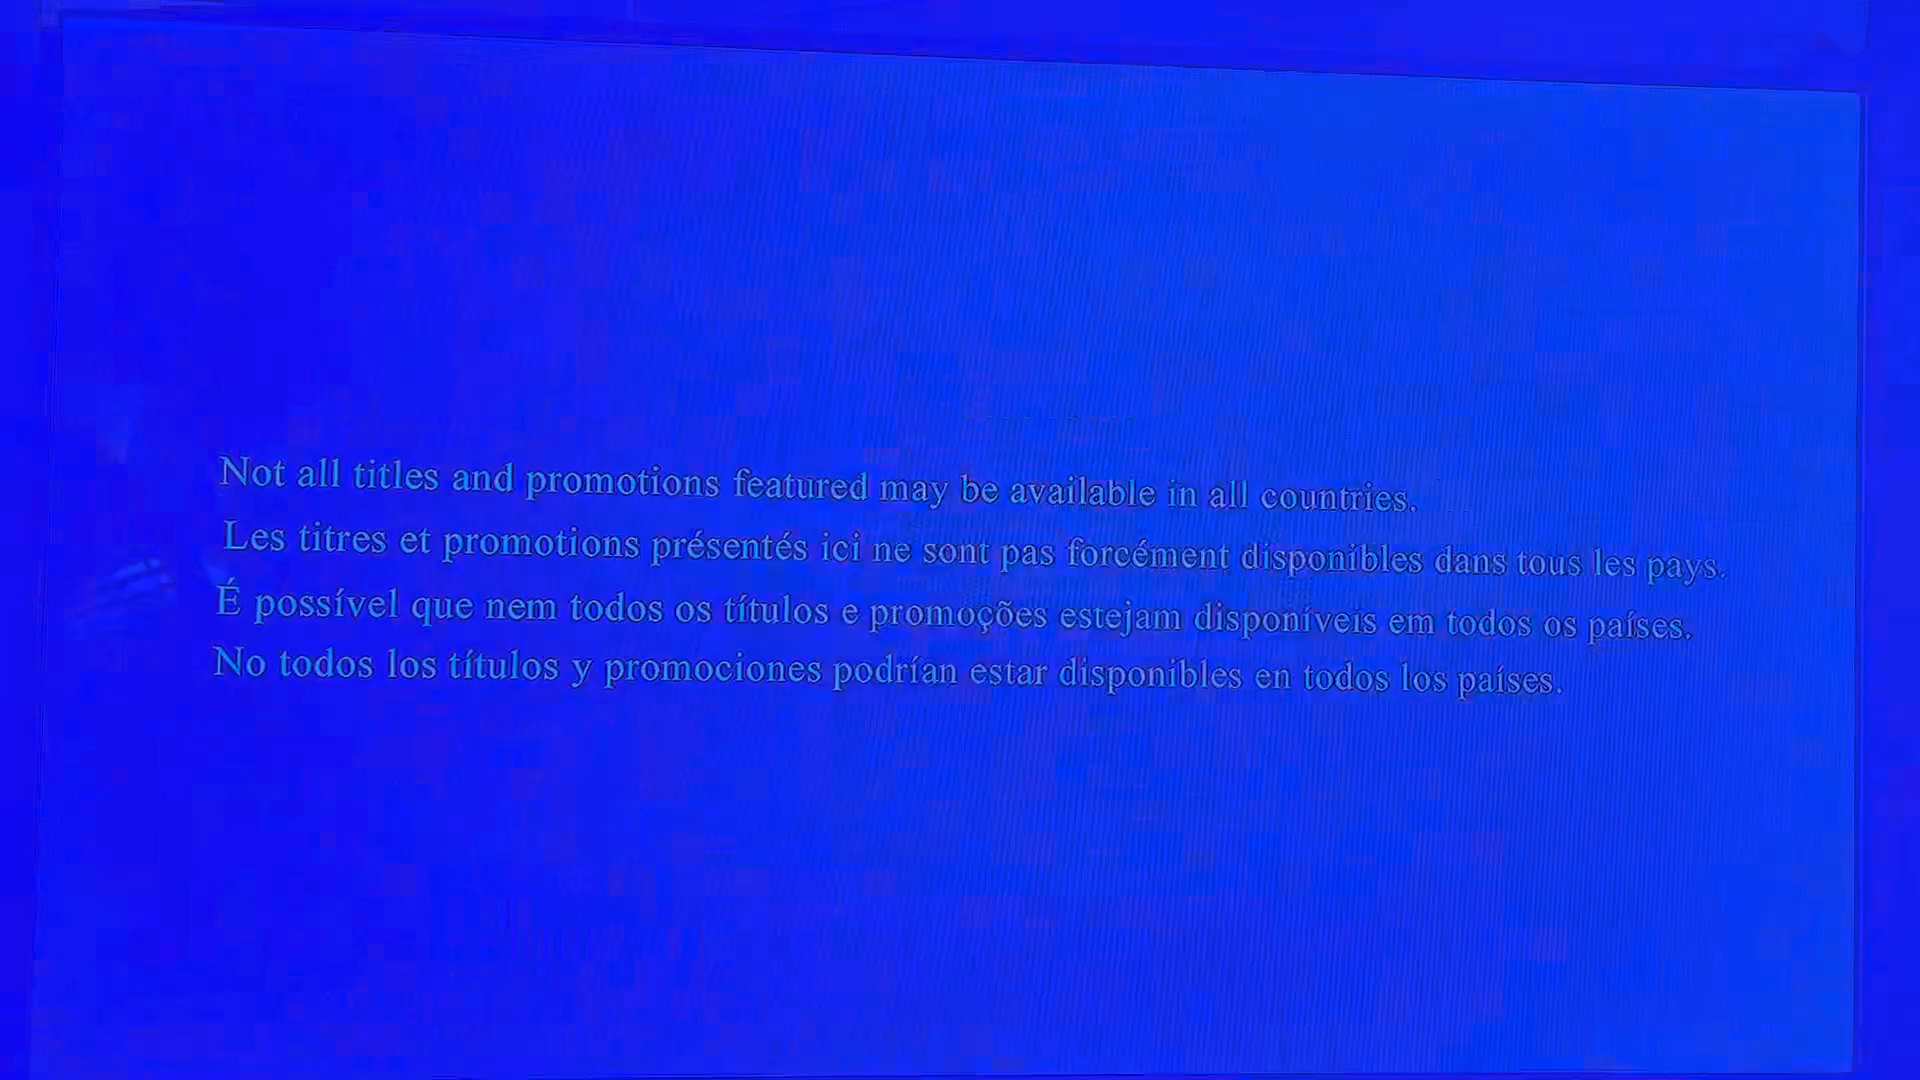 Not all titles and promotions featured may be available in all countries.
Les titres et promotions présentés ici ne sont pas forcément disponibles dans tous les pays.
É possível que nem todos os títulos e promoções estejam disponíveis em todos os países.
No todos los títulos y promociones podrían estar disponibles en todos los países.